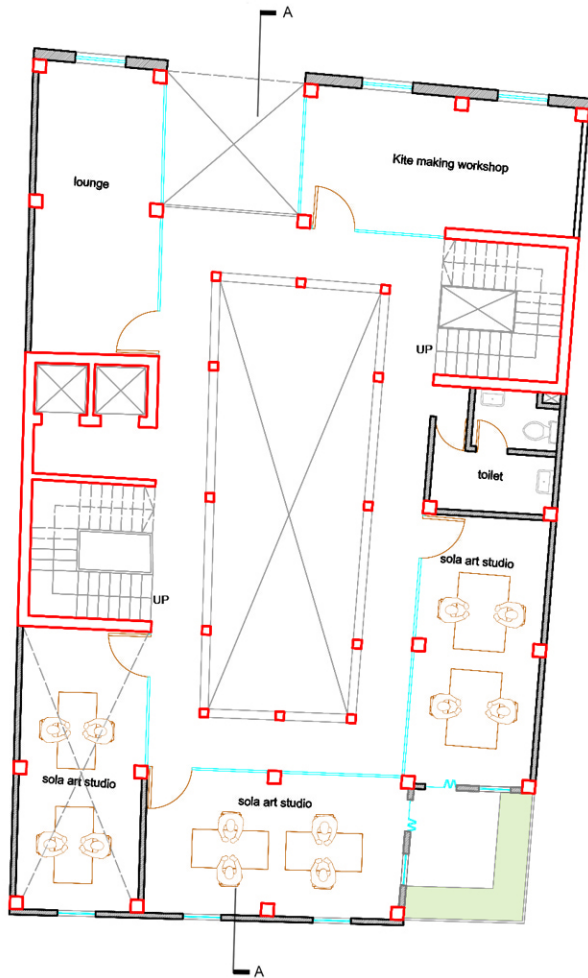 A
lounge
Kite making workshop
UP
toilet
sola art studio
UP
sola art studio
sola art studio
A